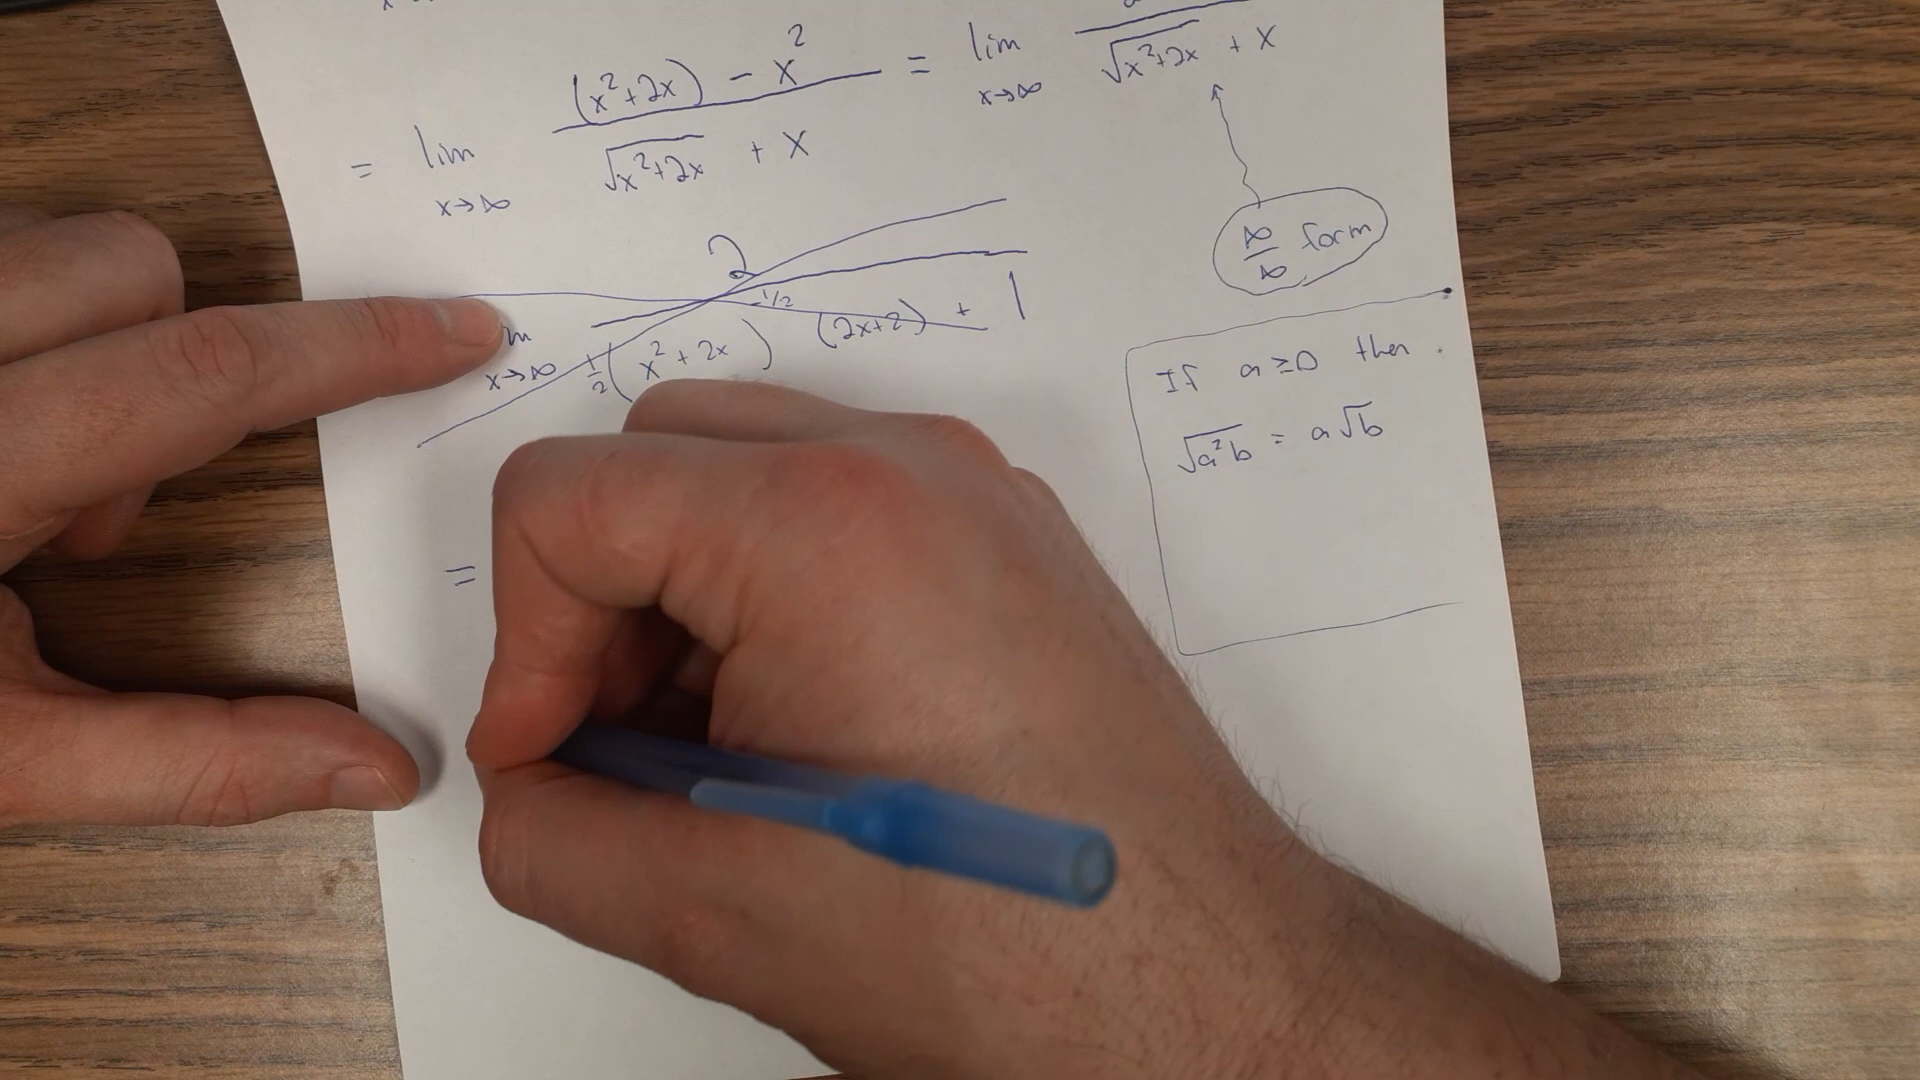 = lim x→∞ ((x²+2x) - x²)/(√(x²+2x) + x) = lim x→∞ /(√(x²+2x) + x)
∞/∞ form
2
x→∞ 1/2 (x² + 2x)^(-1/2) (2x+2) + 1
=
If a ≥ 0 then
√(a²b) = a√b